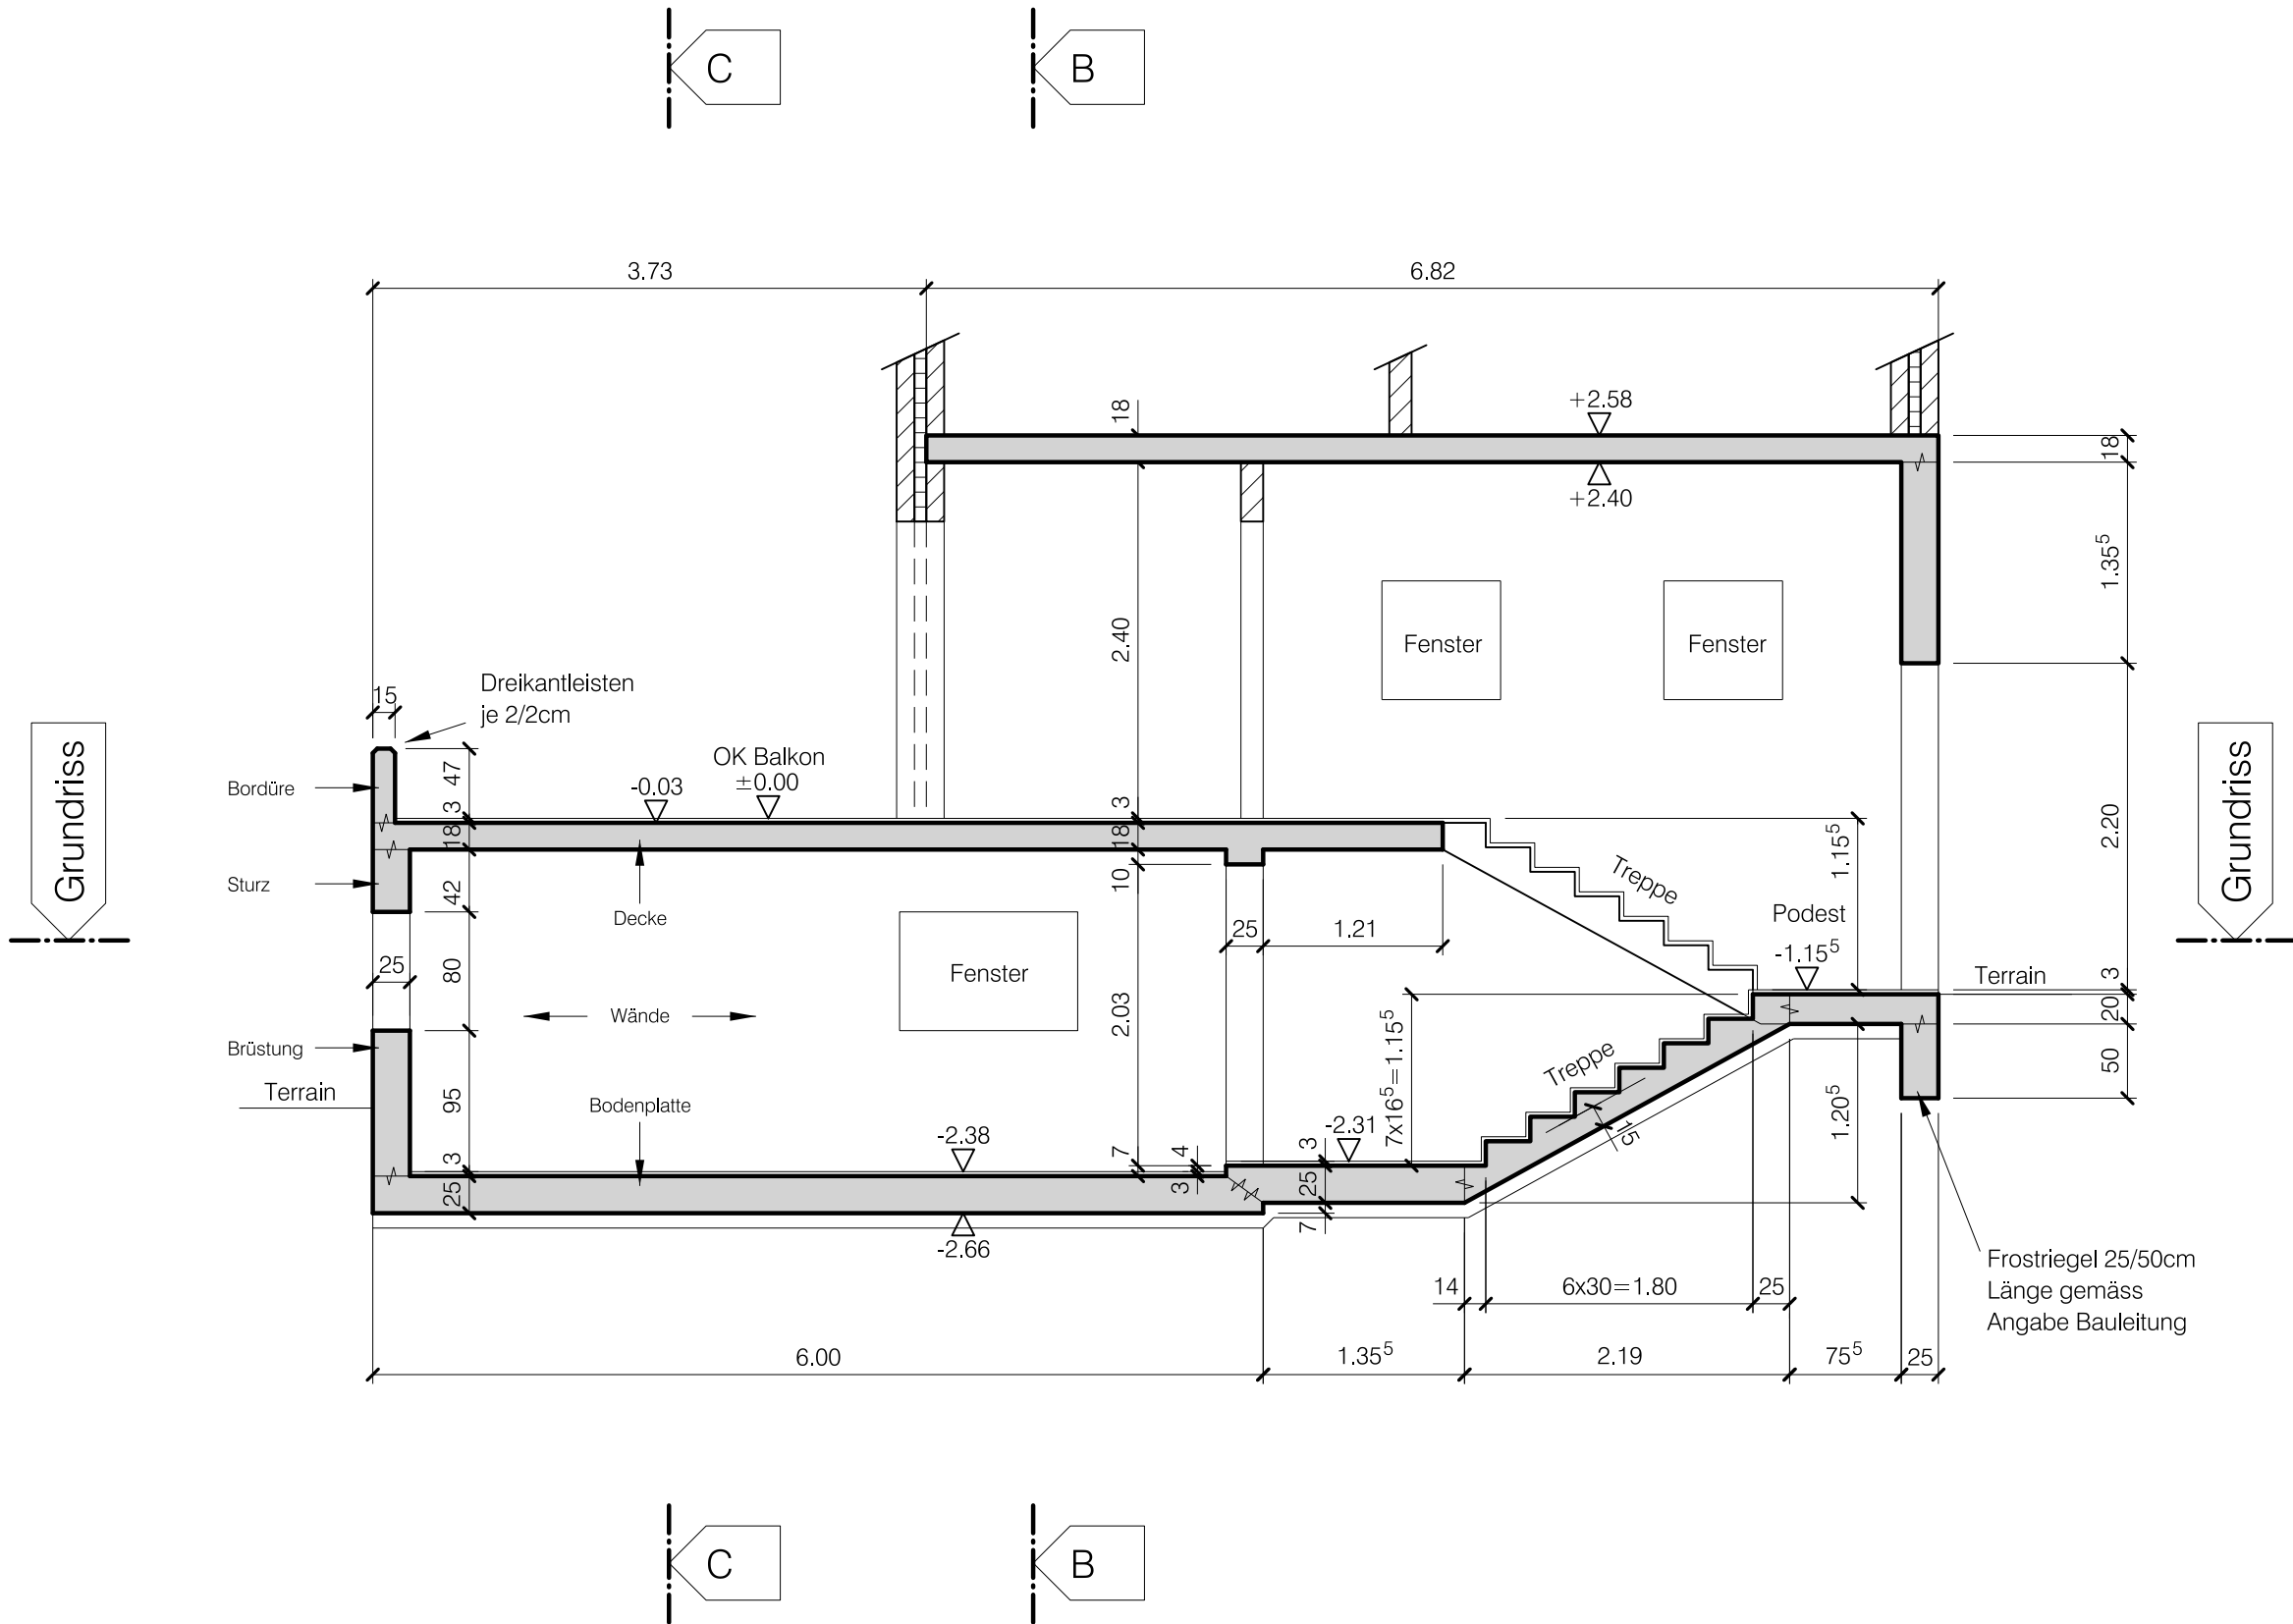 C
B
3.73
6.82
18
+2.58
18
+2.40
1.35⁵
2.40
Fenster
Fenster
Dreikantleisten
je 2/2cm
15
Grundriss
Grundriss
OK Balkon
±0.00
-0.03
Bordüre
47
3
18
3
18
2.20
1.15⁵
Treppe
Sturz
42
10
Decke
25
1.21
Podest
-1.15⁵
Fenster
25
80
Terrain
3
20
50
Wände
2.03
7x16⁵=1.15⁵
Brüstung
Treppe
Terrain
95
Bodenplatte
1.20⁵
15
-2.38
-2.31
7
4
3
3
3
25
25
7
-2.66
Frostriegel 25/50cm
Länge gemäss
Angabe Bauleitung
14
6x30=1.80
25
6.00
1.35⁵
2.19
75⁵
25
C
B